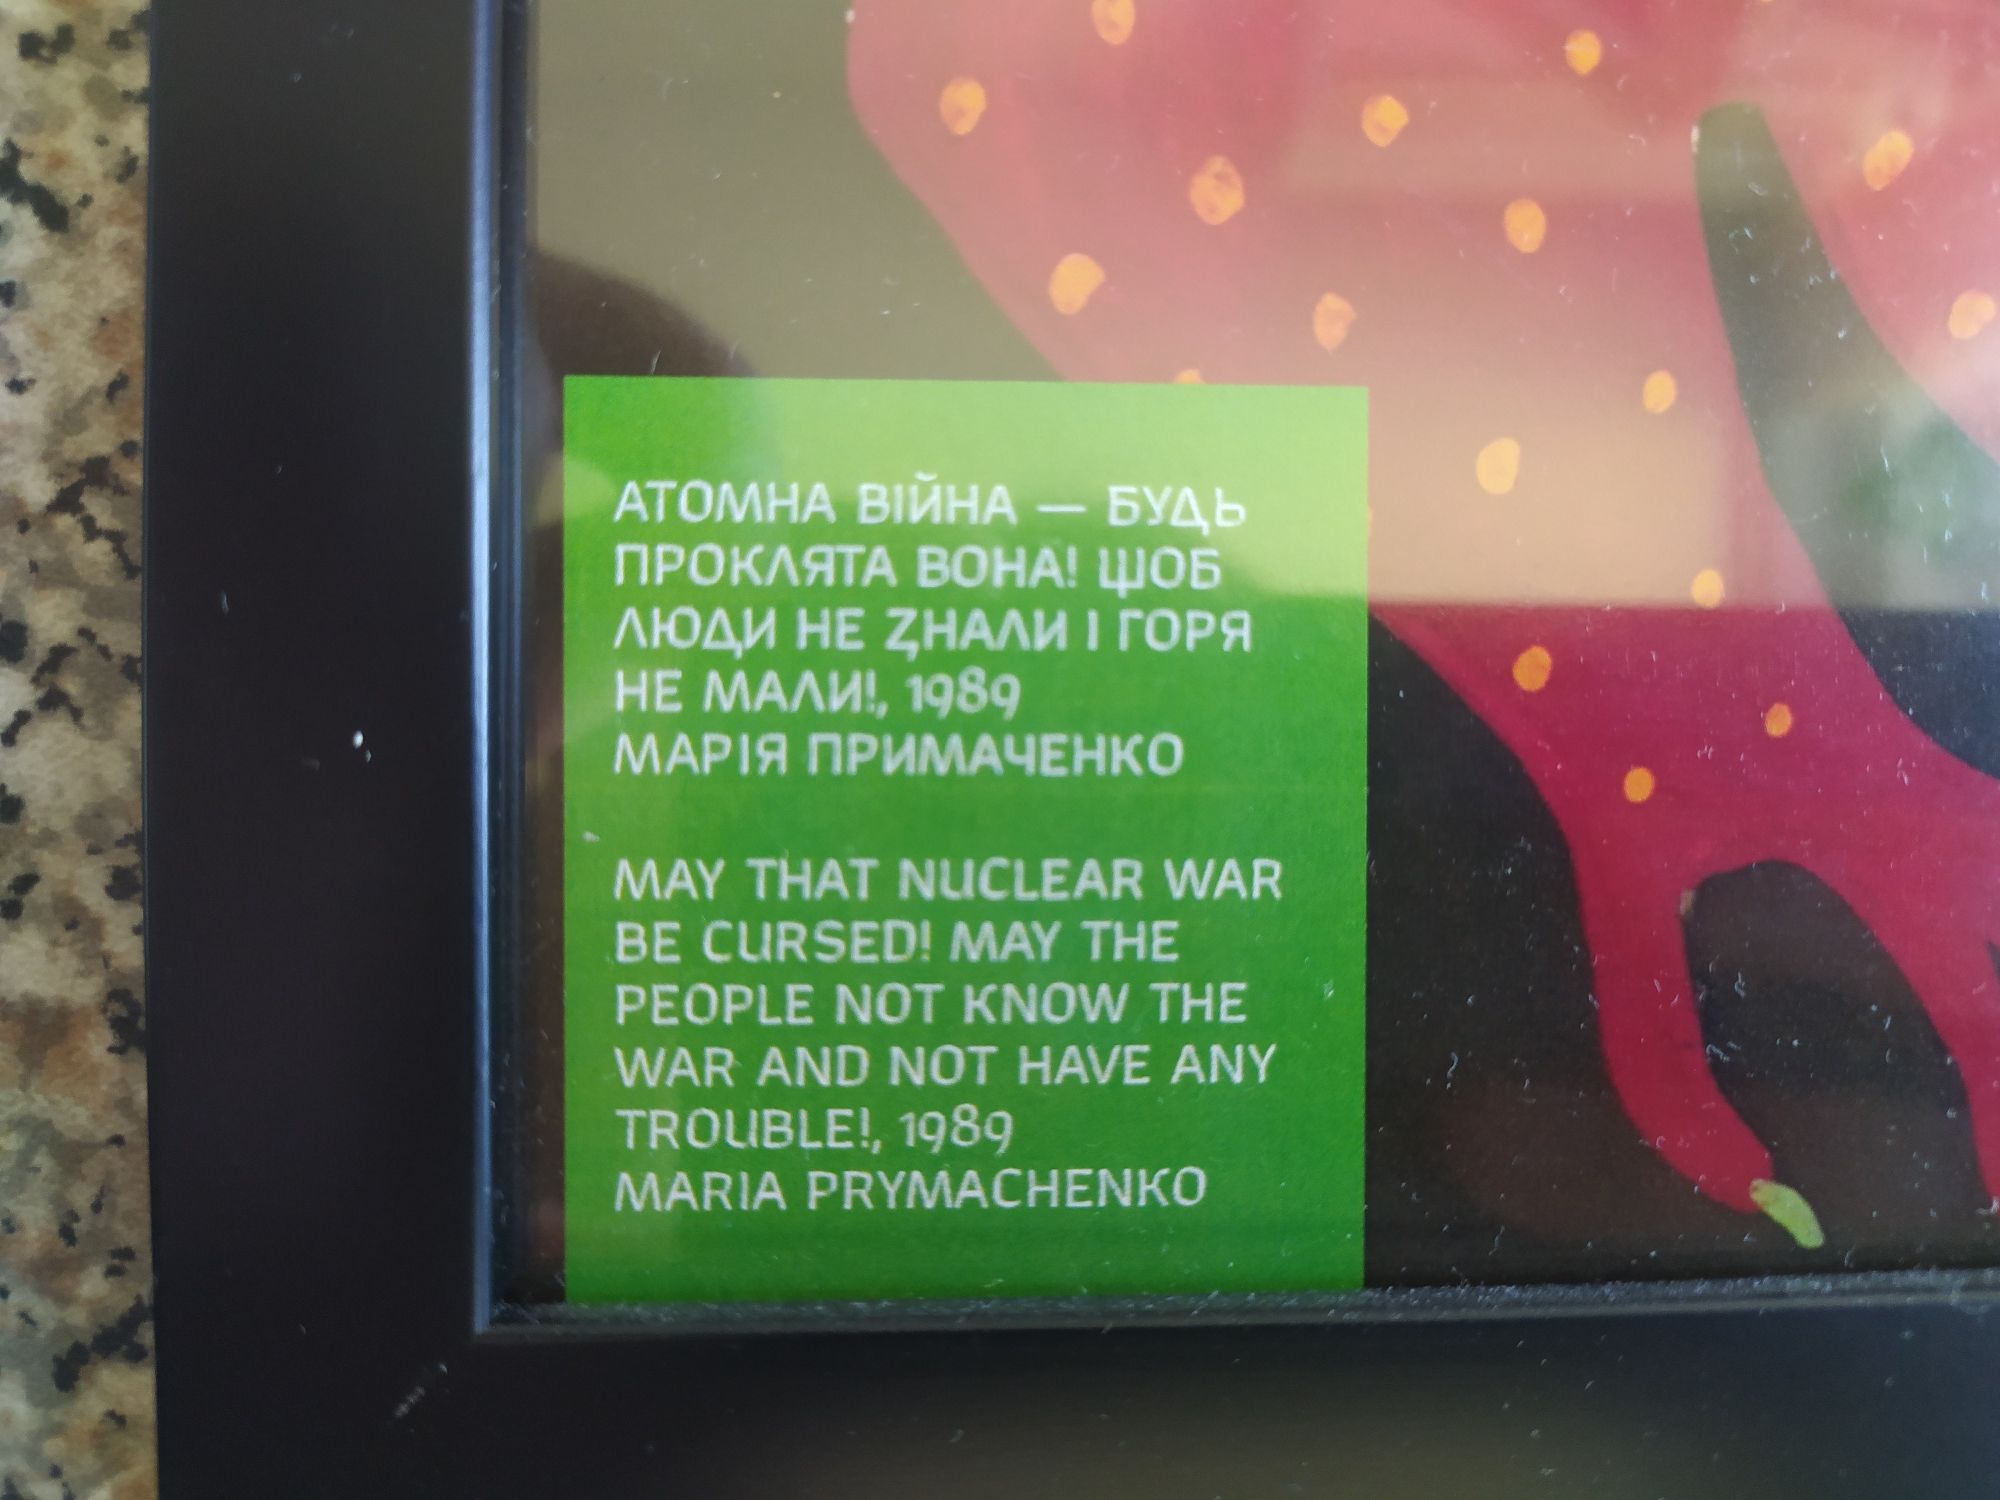 АТОМНА ВІЙНА — БУДЬ
ПРОКЛЯТА ВОНА! ЩОБ
ЛЮДИ НЕ ЗНАЛИ І ГОРЯ
НЕ МАЛИ!, 1989
МАРІЯ ПРИМАЧЕНКО
MAY THAT NUCLEAR WAR
BE CURSED! MAY THE
PEOPLE NOT KNOW THE
WAR AND NOT HAVE ANY
TROUBLE!, 1989
MARIA PRYMACHENKO